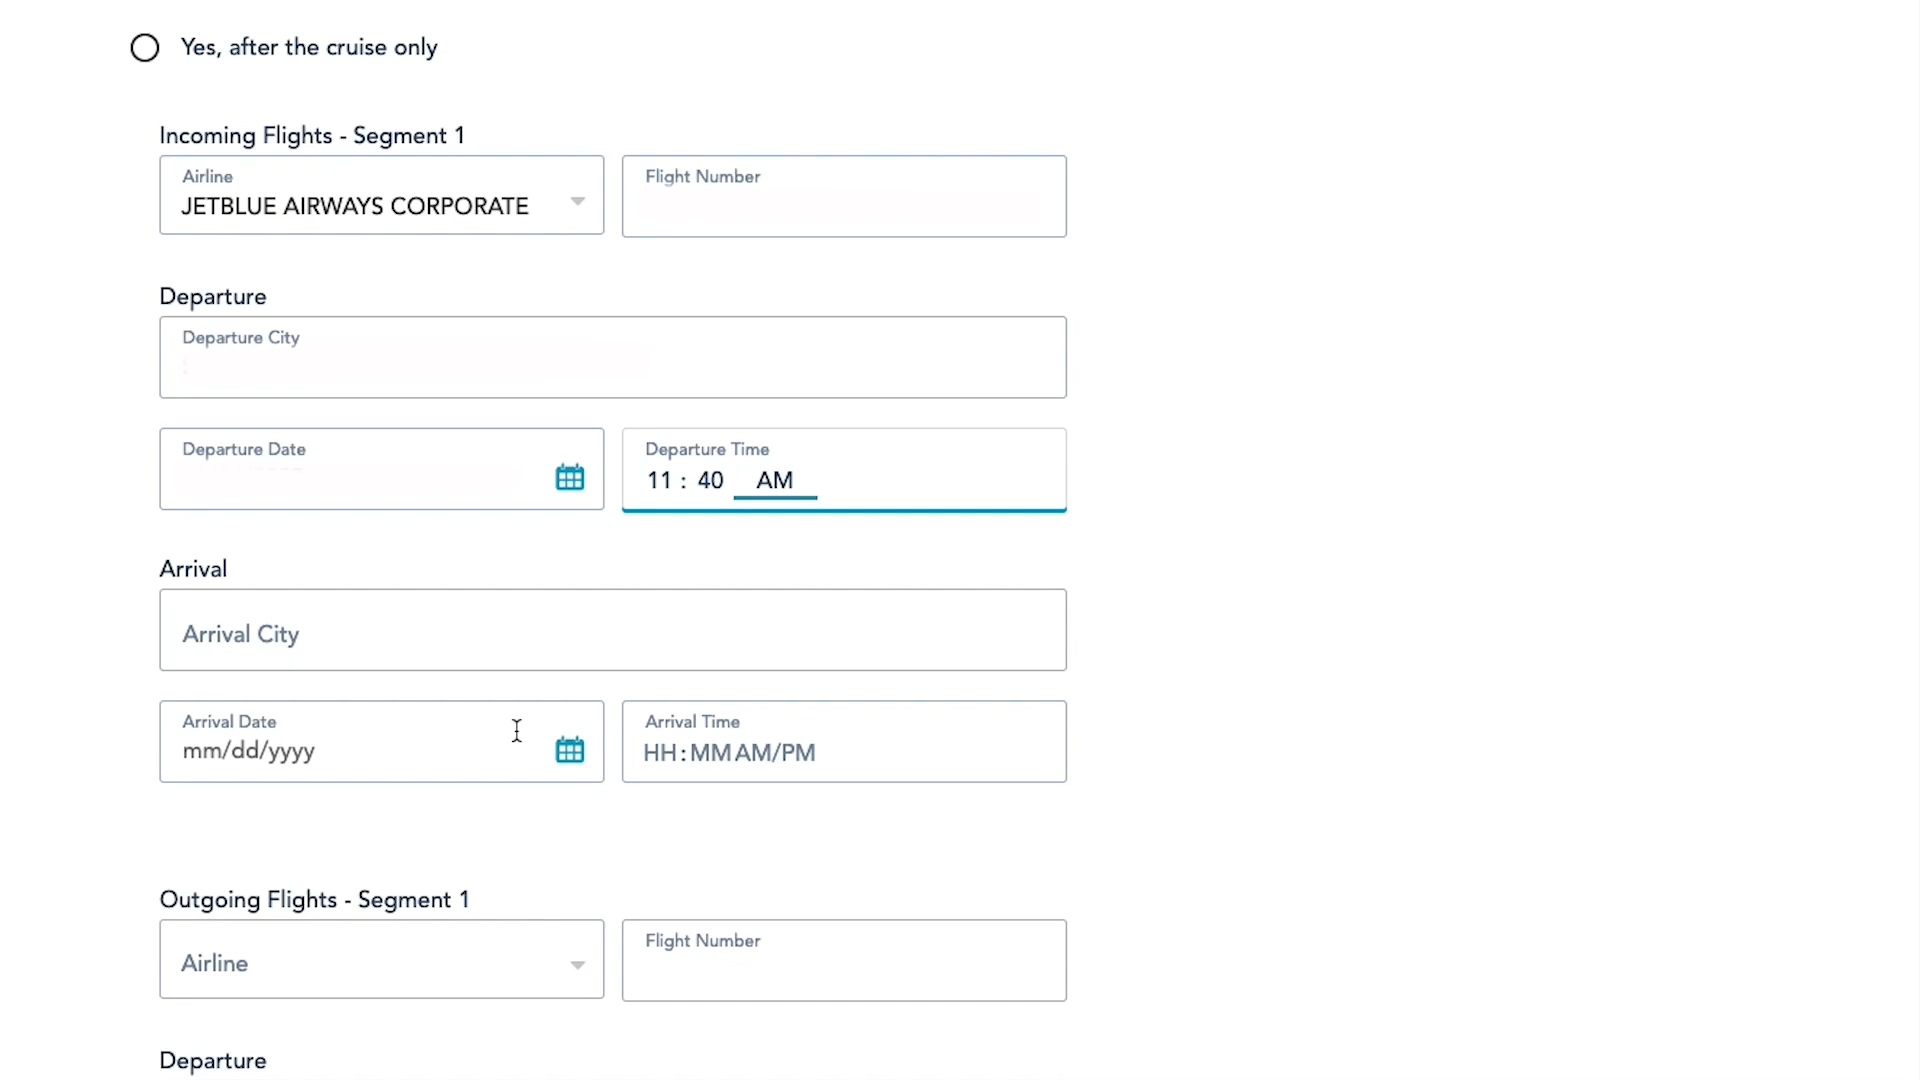 Yes, after the cruise only
Incoming Flights - Segment 1
Airline
JETBLUE AIRWAYS CORPORATE
Flight Number
Departure
Departure City
Departure Date
Departure Time
11 : 40 AM
Arrival
Arrival City
Arrival Date
mm/dd/yyyy
Arrival Time
HH:MM AM/PM
Outgoing Flights - Segment 1
Airline
Flight Number
Departure